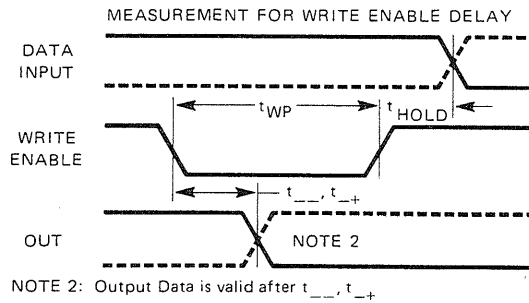 MEASUREMENT FOR WRITE ENABLE DELAY
DATA
INPUT
tWP
tHOLD
WRITE
ENABLE
t__, t_+
OUT
NOTE 2
NOTE 2: Output Data is valid after t__, t_+